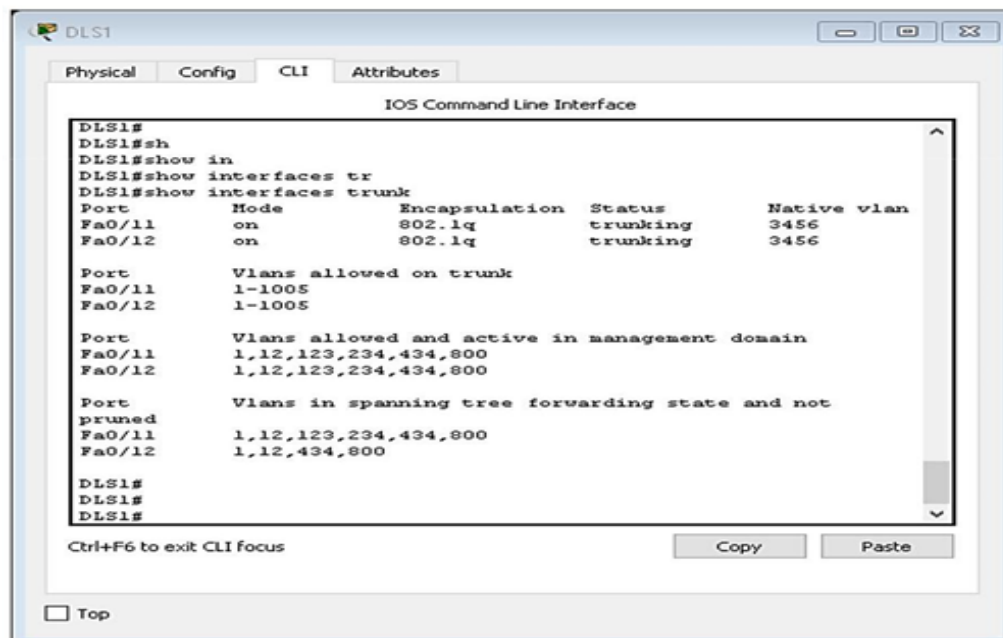 DLS1
Physical Config CLI Attributes
IOS Command Line Interface
DLS1#
DLS1#sh
DLS1#show in
DLS1#show interfaces tr
DLS1#show interfaces trunk
Port Mode Encapsulation Status Native vlan
Fa0/11 on 802.1q trunking 3456
Fa0/12 on 802.1q trunking 3456
Port Vlans allowed on trunk
Fa0/11 1-1005
Fa0/12 1-1005
Port Vlans allowed and active in management domain
Fa0/11 1,12,123,234,434,800
Fa0/12 1,12,123,234,434,800
Port Vlans in spanning tree forwarding state and not
pruned
Fa0/11 1,12,123,234,434,800
Fa0/12 1,12,434,800
DLS1#
DLS1#
DLS1#
Ctrl+F6 to exit CLI focus Copy Paste
Top